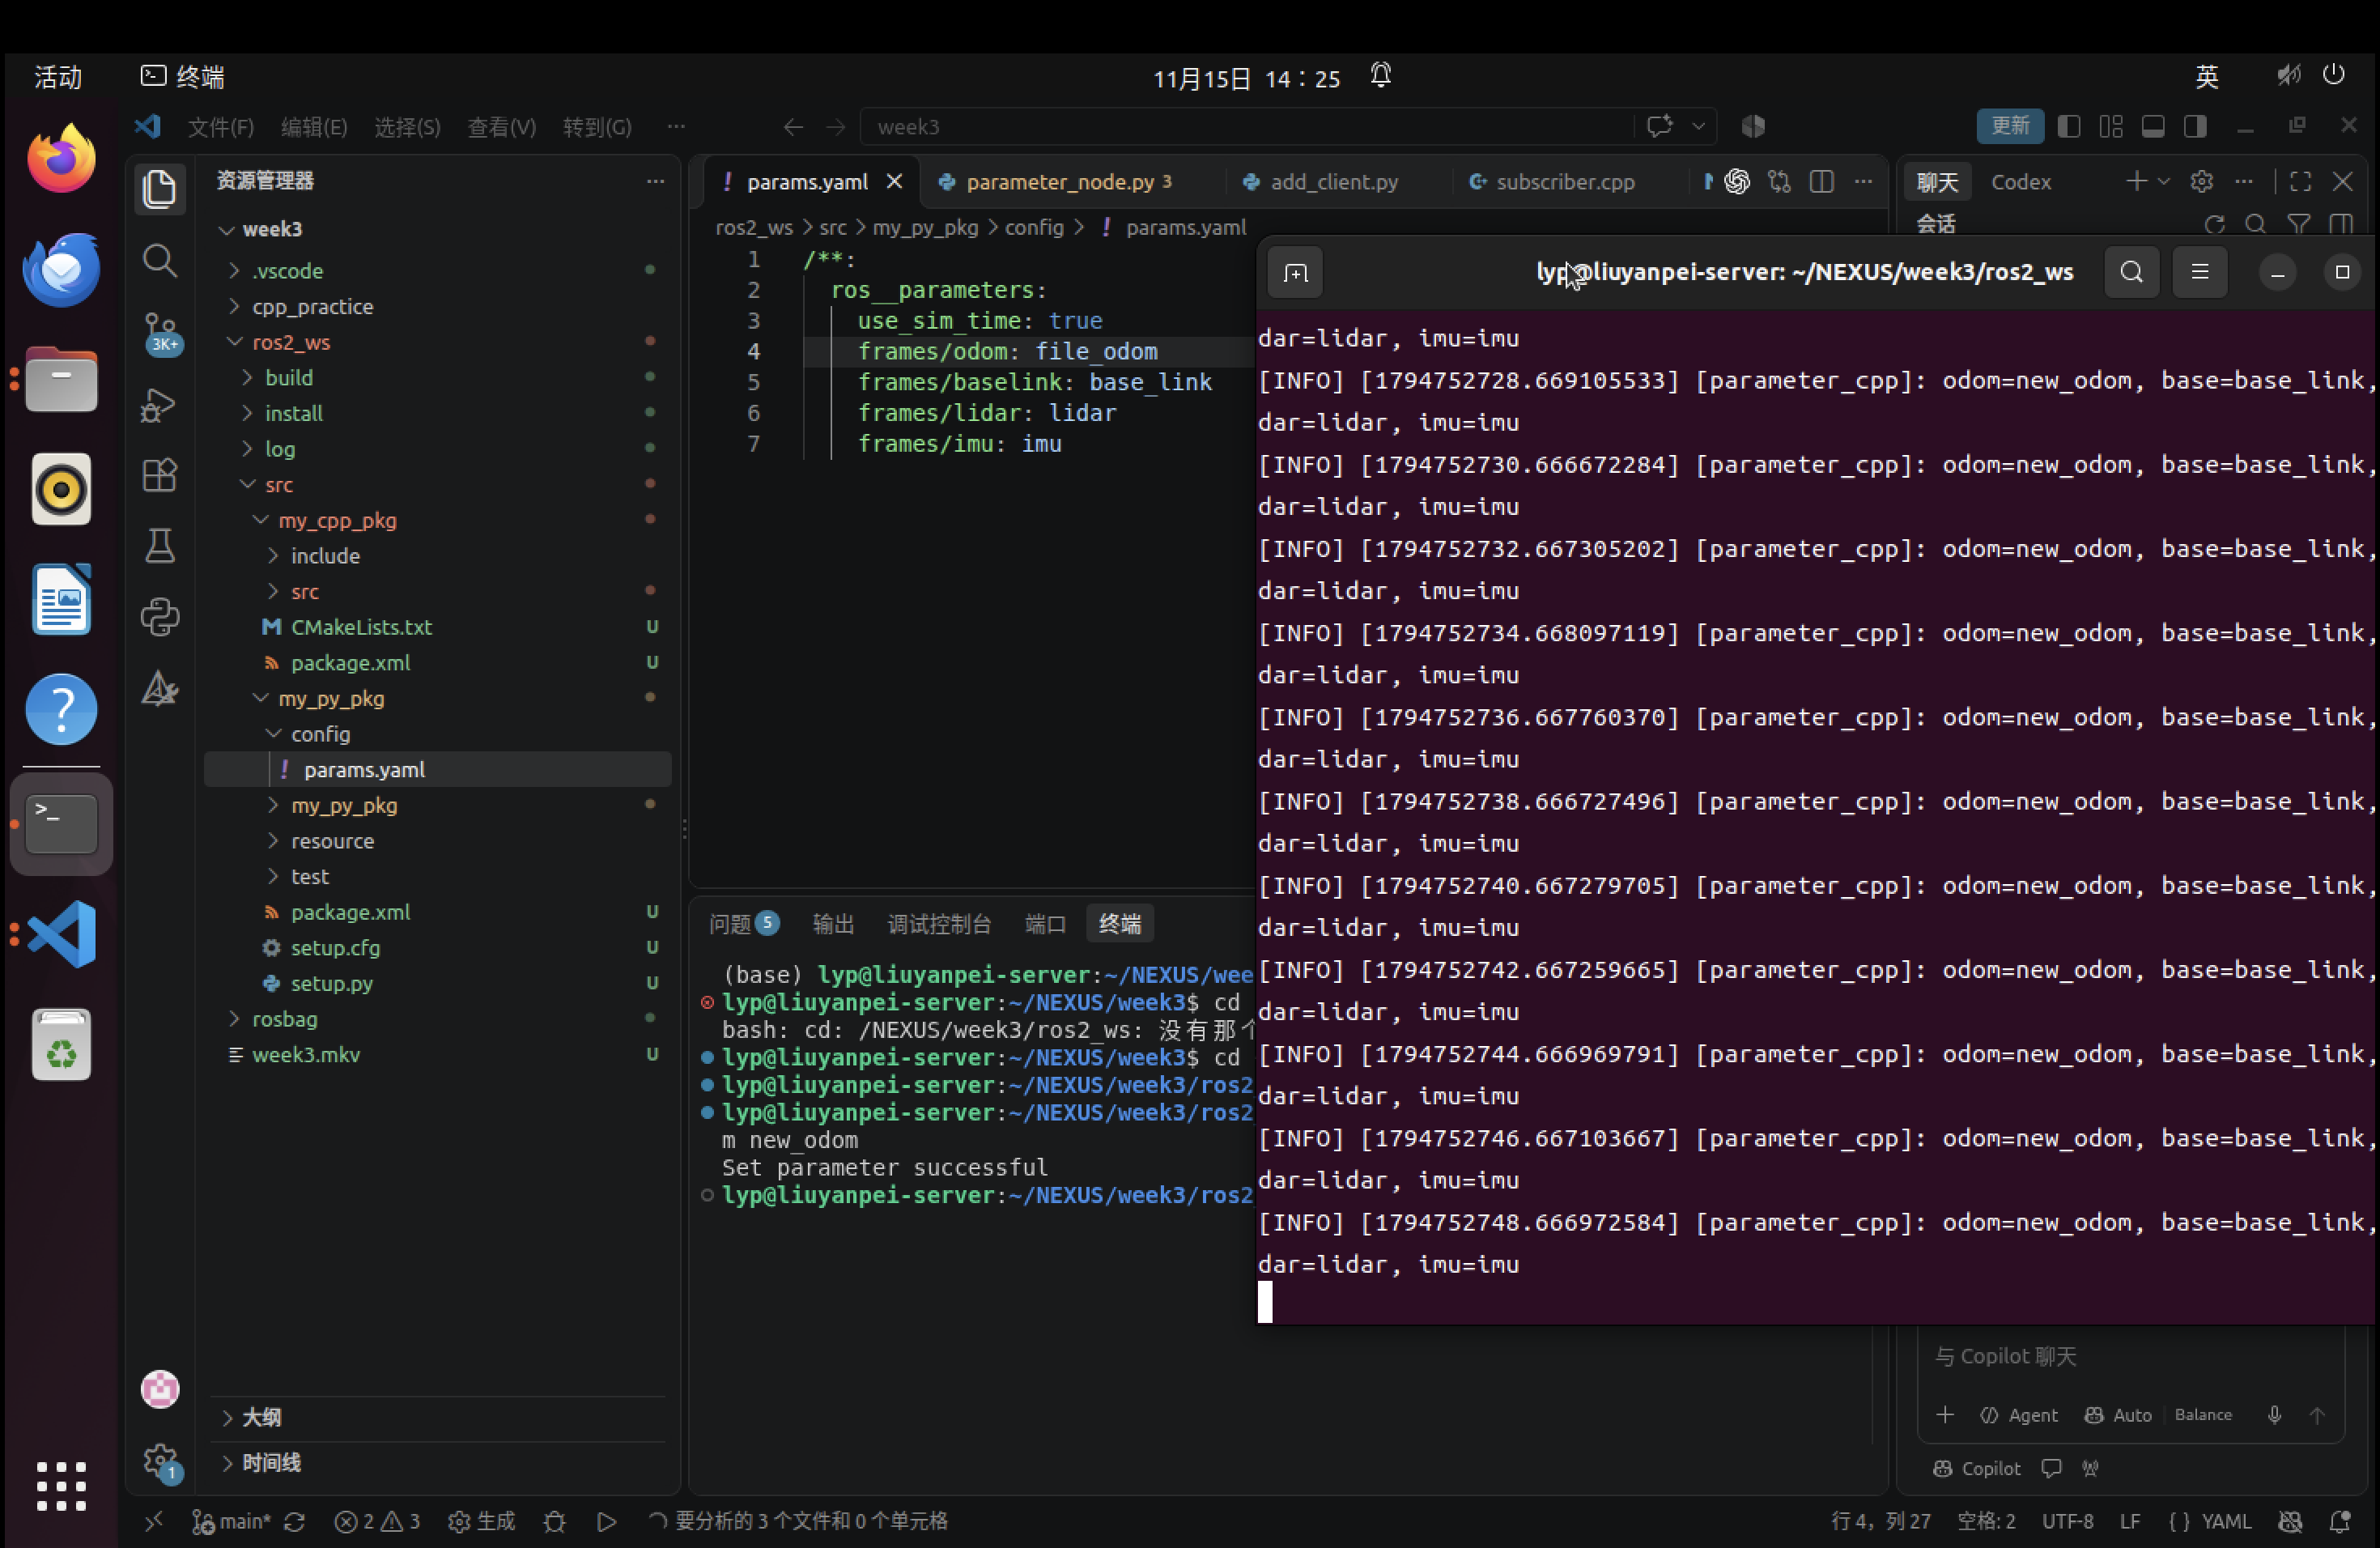 活动
终端
11月15日 14：25
英
文件(F) 编辑(E) 选择(S) 查看(V) 转到(G) ···
week3
更新
资源管理器
week3
.vscode
cpp_practice
ros2_ws
build
install
log
src
my_cpp_pkg
include
src
CMakeLists.txt U
package.xml U
my_py_pkg
config
params.yaml
my_py_pkg
resource
test
package.xml U
setup.cfg U
setup.py U
rosbag
week3.mkv U
大纲
时间线
3K+
1
params.yaml
parameter_node.py 3
add_client.py
subscriber.cpp
ros2_ws > src > my_py_pkg > config > ! params.yaml
1 /**:
2 ros__parameters:
3 use_sim_time: true
4 frames/odom: file_odom
5 frames/baselink: base_link
6 frames/lidar: lidar
7 frames/imu: imu
问题 5 输出 调试控制台 端口 终端
(base) lyp@liuyanpei-server:~/NEXUS/wee
lyp@liuyanpei-server:~/NEXUS/week3$ cd
bash: cd: /NEXUS/week3/ros2_ws: 没有那个
lyp@liuyanpei-server:~/NEXUS/week3$ cd
lyp@liuyanpei-server:~/NEXUS/week3/ros2
lyp@liuyanpei-server:~/NEXUS/week3/ros2
m new_odom
Set parameter successful
lyp@liuyanpei-server:~/NEXUS/week3/ros2
聊天 Codex
会话
lyp@liuyanpei-server: ~/NEXUS/week3/ros2_ws
dar=lidar, imu=imu
[INFO] [1794752728.669105533] [parameter_cpp]: odom=new_odom, base=base_link,
dar=lidar, imu=imu
[INFO] [1794752730.666672284] [parameter_cpp]: odom=new_odom, base=base_link,
dar=lidar, imu=imu
[INFO] [1794752732.667305202] [parameter_cpp]: odom=new_odom, base=base_link,
dar=lidar, imu=imu
[INFO] [1794752734.668097119] [parameter_cpp]: odom=new_odom, base=base_link,
dar=lidar, imu=imu
[INFO] [1794752736.667760370] [parameter_cpp]: odom=new_odom, base=base_link,
dar=lidar, imu=imu
[INFO] [1794752738.666727496] [parameter_cpp]: odom=new_odom, base=base_link,
dar=lidar, imu=imu
[INFO] [1794752740.667279705] [parameter_cpp]: odom=new_odom, base=base_link,
dar=lidar, imu=imu
[INFO] [1794752742.667259665] [parameter_cpp]: odom=new_odom, base=base_link,
dar=lidar, imu=imu
[INFO] [1794752744.666969791] [parameter_cpp]: odom=new_odom, base=base_link,
dar=lidar, imu=imu
[INFO] [1794752746.667103667] [parameter_cpp]: odom=new_odom, base=base_link,
dar=lidar, imu=imu
[INFO] [1794752748.666972584] [parameter_cpp]: odom=new_odom, base=base_link,
dar=lidar, imu=imu
与 Copilot 聊天
Agent Auto Balance
Copilot
main* 2 3 生成 要分析的 3 个文件和 0 个单元格
行 4，列 27 空格: 2 UTF-8 LF { } YAML